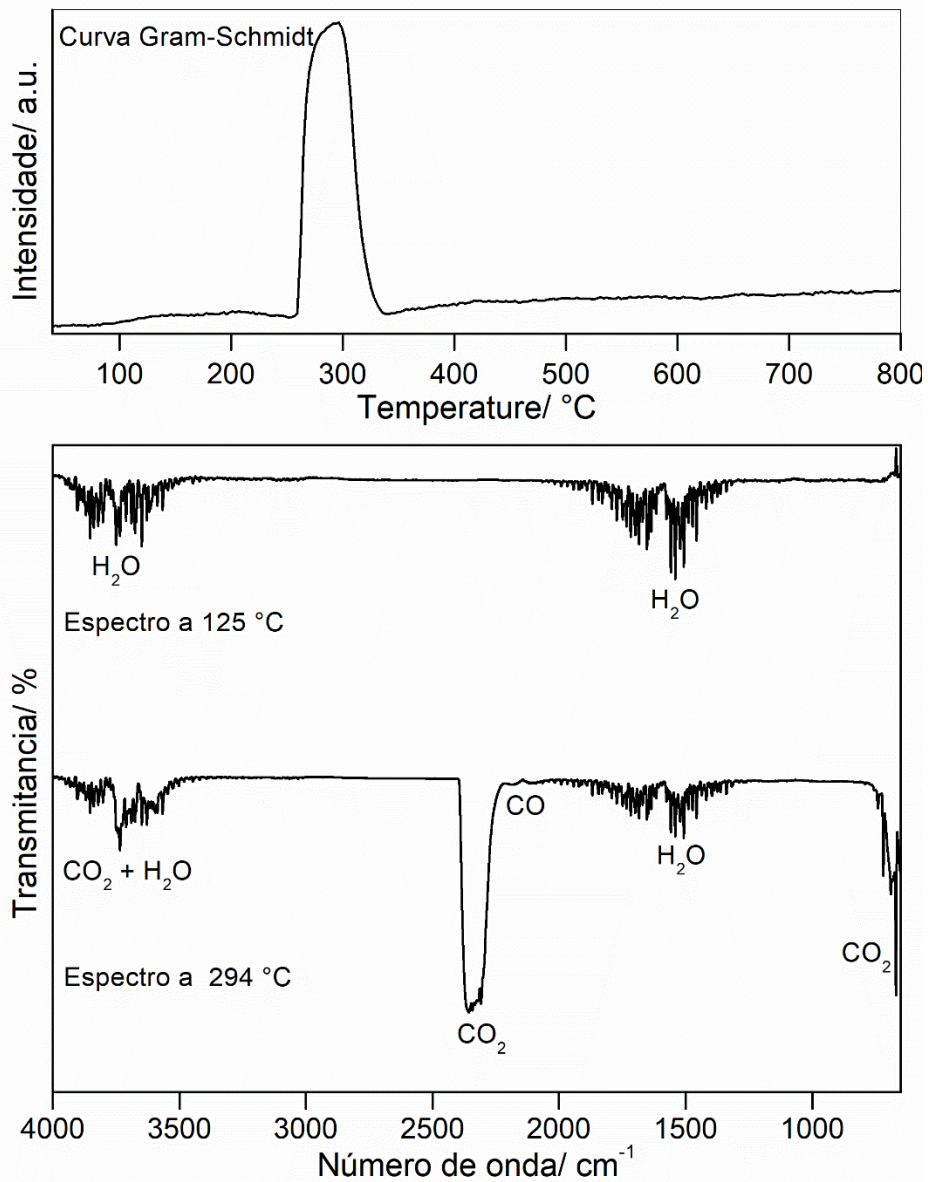 Curva Gram-Schmidt
Intensidade/ a.u.
100 200 300 400 500 600 700 800
Temperature/ °C
H₂O
H₂O
Espectro a 125 °C
Transmitancia/ %
CO
CO₂ + H₂O
H₂O
CO₂
Espectro a 294 °C
CO₂
4000 3500 3000 2500 2000 1500 1000
Número de onda/ cm⁻¹